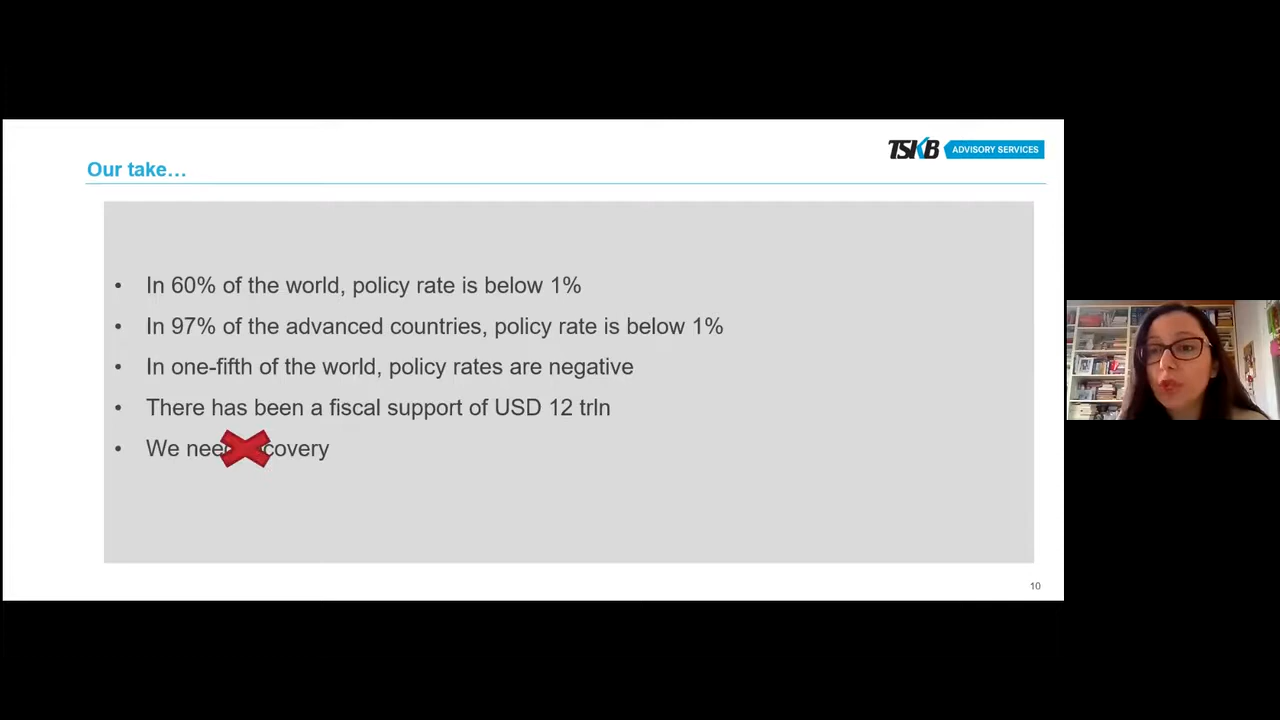 TSKB ADVISORY SERVICES
Our take...
• In 60% of the world, policy rate is below 1%
• In 97% of the advanced countries, policy rate is below 1%
• In one-fifth of the world, policy rates are negative
• There has been a fiscal support of USD 12 trln
• We covery
10